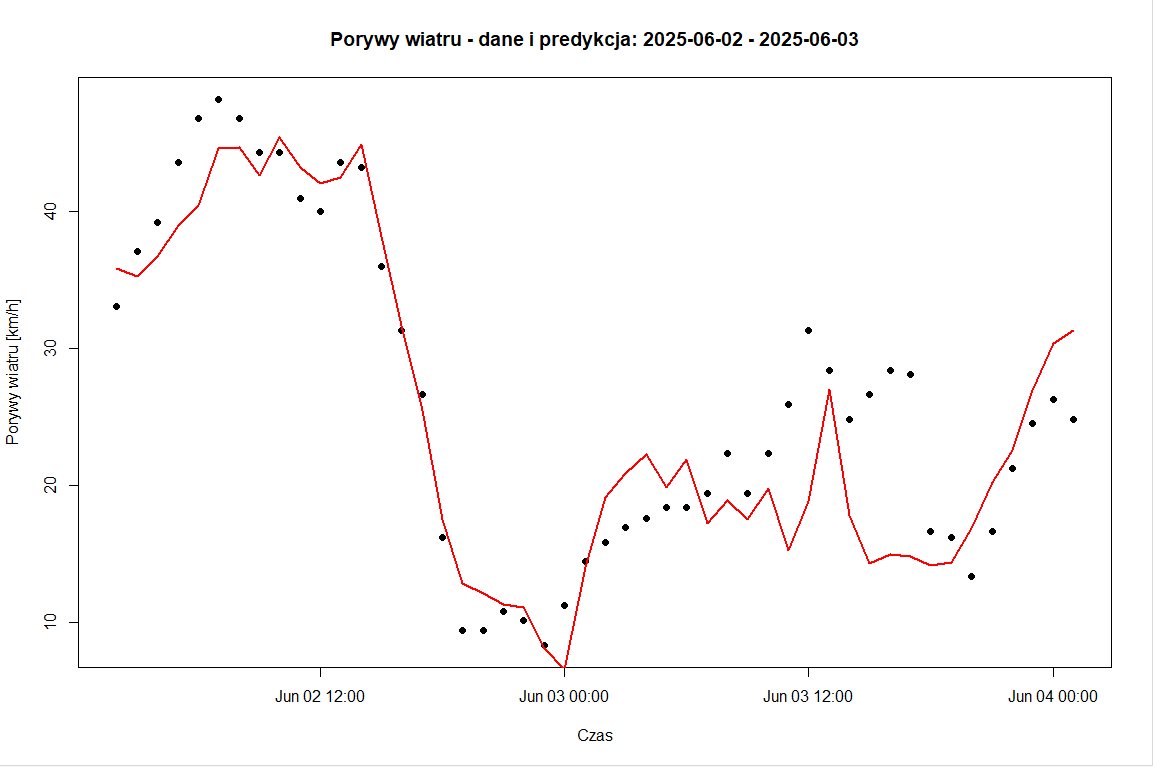 Porywy wiatru - dane i predykcja: 2025-06-02 - 2025-06-03
Porywy wiatru [km/h]
40
30
20
10
Jun 02 12:00
Jun 03 00:00
Jun 03 12:00
Jun 04 00:00
Czas